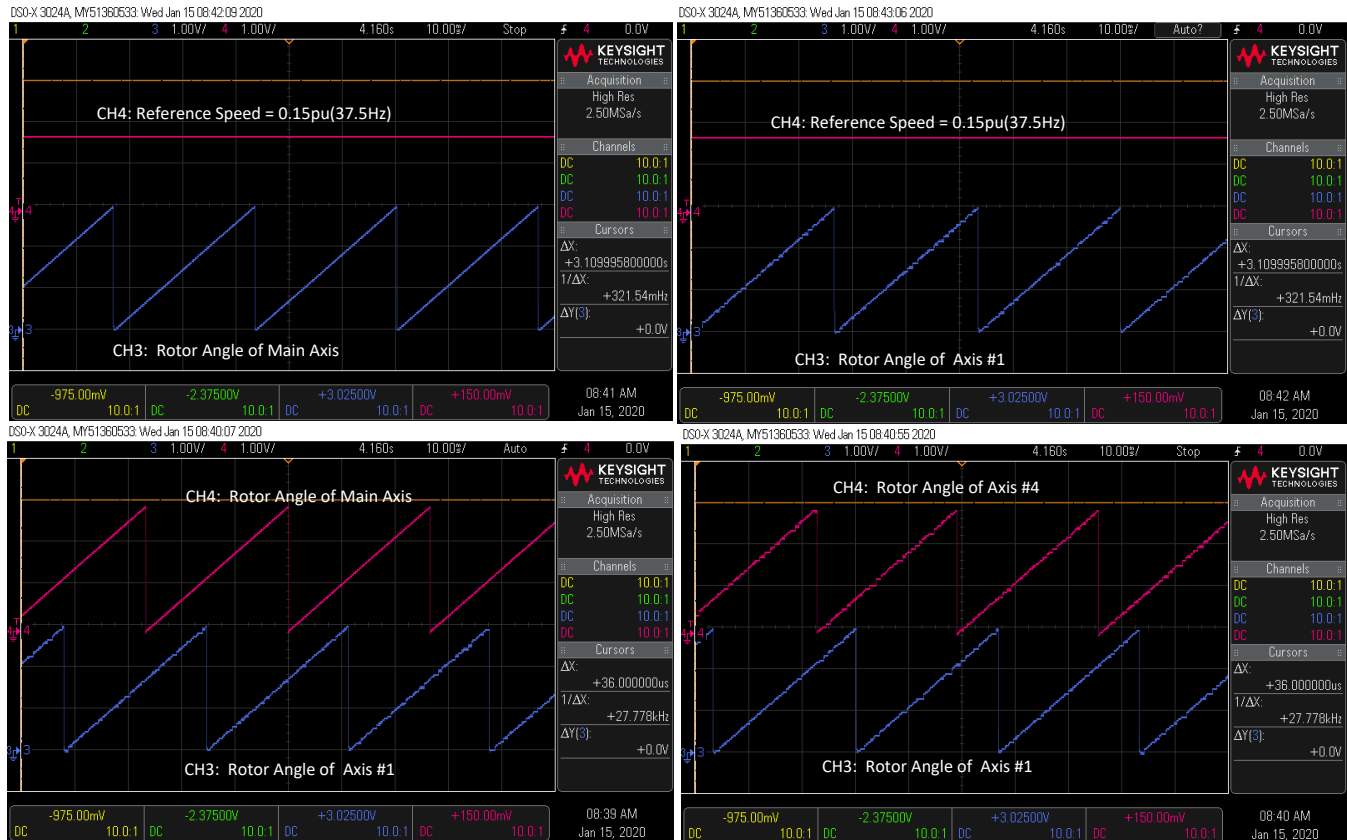 DSO-X 3024A, MY51360533: Wed Jan 15 08:42:09 2020
1 2 3 1.00V/ 4 1.00V/ 4.160s 10.00ms/ Stop 4 0.0V
KEYSIGHT
TECHNOLOGIES
Acquisition
High Res
2.50MSa/s
CH4: Reference Speed = 0.15pu(37.5Hz)
Channels
DC 10.0:1
DC 10.0:1
DC 10.0:1
DC 10.0:1
T
4 4
Cursors
ΔX:
+3.109995800000s
1/ΔX:
+321.54mHz
ΔY(3):
+0.0V
3 3
CH3: Rotor Angle of Main Axis
-975.00mV -2.37500V +3.02500V +150.00mV
DC 10.0:1 DC 10.0:1 DC 10.0:1 DC 10.0:1
08:41 AM
Jan 15, 2020
DSO-X 3024A, MY51360533: Wed Jan 15 08:43:06 2020
1 2 3 1.00V/ 4 1.00V/ 4.160s 10.00ms/ Auto? 4 0.0V
KEYSIGHT
TECHNOLOGIES
Acquisition
High Res
2.50MSa/s
CH4: Reference Speed = 0.15pu(37.5Hz)
Channels
DC 10.0:1
DC 10.0:1
DC 10.0:1
DC 10.0:1
T
4 4
Cursors
ΔX:
+3.109995800000s
1/ΔX:
+321.54mHz
ΔY(3):
+0.0V
3 3
CH3: Rotor Angle of Axis #1
-975.00mV -2.37500V +3.02500V +150.00mV
DC 10.0:1 DC 10.0:1 DC 10.0:1 DC 10.0:1
08:42 AM
Jan 15, 2020
DSO-X 3024A, MY51360533: Wed Jan 15 08:40:07 2020
1 2 3 1.00V/ 4 1.00V/ 4.160s 10.00ms/ Auto 4 0.0V
KEYSIGHT
TECHNOLOGIES
CH4: Rotor Angle of Main Axis
Acquisition
High Res
2.50MSa/s
Channels
DC 10.0:1
DC 10.0:1
DC 10.0:1
DC 10.0:1
T
4 4
Cursors
ΔX:
+36.000000us
1/ΔX:
+27.778kHz
ΔY(3):
+0.0V
3 3
CH3: Rotor Angle of Axis #1
-975.00mV -2.37500V +3.02500V +150.00mV
DC 10.0:1 DC 10.0:1 DC 10.0:1 DC 10.0:1
08:39 AM
Jan 15, 2020
DSO-X 3024A, MY51360533: Wed Jan 15 08:40:55 2020
1 2 3 1.00V/ 4 1.00V/ 4.160s 10.00ms/ Stop 4 0.0V
KEYSIGHT
TECHNOLOGIES
CH4: Rotor Angle of Axis #4
Acquisition
High Res
2.50MSa/s
Channels
DC 10.0:1
DC 10.0:1
DC 10.0:1
DC 10.0:1
T
4 4
Cursors
ΔX:
+36.000000us
1/ΔX:
+27.778kHz
ΔY(3):
+0.0V
3 3
CH3: Rotor Angle of Axis #1
-975.00mV -2.37500V +3.02500V +150.00mV
DC 10.0:1 DC 10.0:1 DC 10.0:1 DC 10.0:1
08:40 AM
Jan 15, 2020